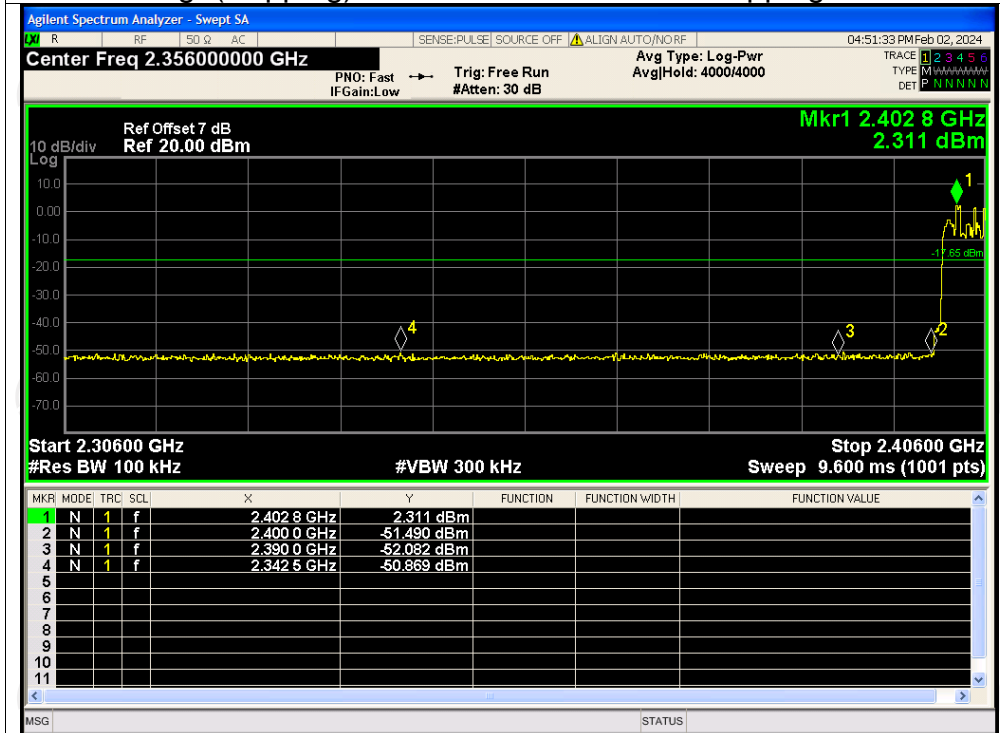 Agilent Spectrum Analyzer - Swept SA
LXI R RF 50 Ω AC SENSE:PULSE SOURCE OFF ALIGN AUTO/NO RF 04:51:33 PM Feb 02, 2024
Center Freq 2.356000000 GHz
PNO: Fast
IFGain:Low
Trig: Free Run
#Atten: 30 dB
Avg Type: Log-Pwr
Avg|Hold: 4000/4000
TRACE 1 2 3 4 5 6
TYPE M
DET P N N N N N
Ref Offset 7 dB
Ref 20.00 dBm
10 dB/div
Log
Mkr1 2.402 8 GHz
2.311 dBm
10.0
0.00
-10.0
-20.0
-30.0
-40.0
-50.0
-60.0
-70.0
1
-17.65 dBm
4
3
2
Start 2.30600 GHz
Stop 2.40600 GHz
#Res BW 100 kHz
#VBW 300 kHz
Sweep 9.600 ms (1001 pts)
MKR MODE TRC SCL X Y FUNCTION FUNCTION WIDTH FUNCTION VALUE
1 N 1 f 2.402 8 GHz 2.311 dBm
2 N 1 f 2.400 0 GHz -51.490 dBm
3 N 1 f 2.390 0 GHz -52.082 dBm
4 N 1 f 2.342 5 GHz -50.869 dBm
5
6
7
8
9
10
11
MSG
STATUS